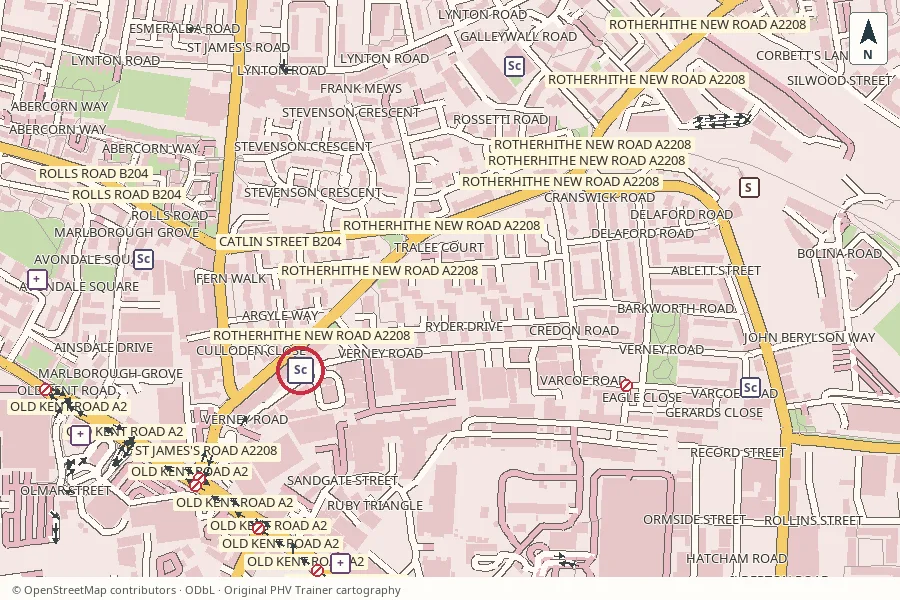 LYNTON ROAD
ROTHERHITHE NEW ROAD A2208
ESMERALDA ROAD
GALLEYWALL ROAD
ST JAMES'S ROAD
N
CORBETT'S LAN
LYNTON ROAD
LYNTON ROAD
LYNTON ROAD
Sc
ROTHERHITHE NEW ROAD A2208
SILWOOD STREET
FRANK MEWS
ABERCORN WAY
STEVENSON CRESCENT
ROSSETTI ROAD
ABERCORN WAY
ABERCORN WAY
STEVENSON CRESCENT
ROTHERHITHE NEW ROAD A2208
ROTHERHITHE NEW ROAD A2208
ROLLS ROAD B204
ROTHERHITHE NEW ROAD A2208
S
ROLLS ROAD B204
STEVENSON CRESCENT
CRANSWICK ROAD
ROLLS ROAD
DELAFORD ROAD
ROTHERHITHE NEW ROAD A2208
MARLBOROUGH GROVE
DELAFORD ROAD
CATLIN STREET B204
TRALEE COURT
BOLINA ROAD
AVONDALE SQUA
Sc
ROTHERHITHE NEW ROAD A2208
ABLETT STREET
FERN WALK
+
AVONDALE SQUARE
ARGYLE WAY
BARKWORTH ROAD
RYDER DRIVE
CREDON ROAD
ROTHERHITHE NEW ROAD A2208
JOHN BERYLSON WAY
AINSDALE DRIVE
CULLODEN CLOSE
VERNEY ROAD
VERNEY ROAD
Sc
MARLBOROUGH GROVE
VARCOE ROAD
Sc
OLD KENT ROAD
VARCOE ROAD
EAGLE CLOSE
OLD KENT ROAD A2
GERARDS CLOSE
VERNEY ROAD
+
OLD KENT ROAD A2
ST JAMES'S ROAD A2208
RECORD STREET
OLD KENT ROAD A2
SANDGATE STREET
OLMAR STREET
OLD KENT ROAD A2
RUBY TRIANGLE
ORMSIDE STREET
ROLLINS STREET
OLD KENT ROAD A2
OLD KENT ROAD A2
HATCHAM ROAD
OLD KENT ROAD A2
+
© OpenStreetMap contributors · ODbL · Original PHV Trainer cartography